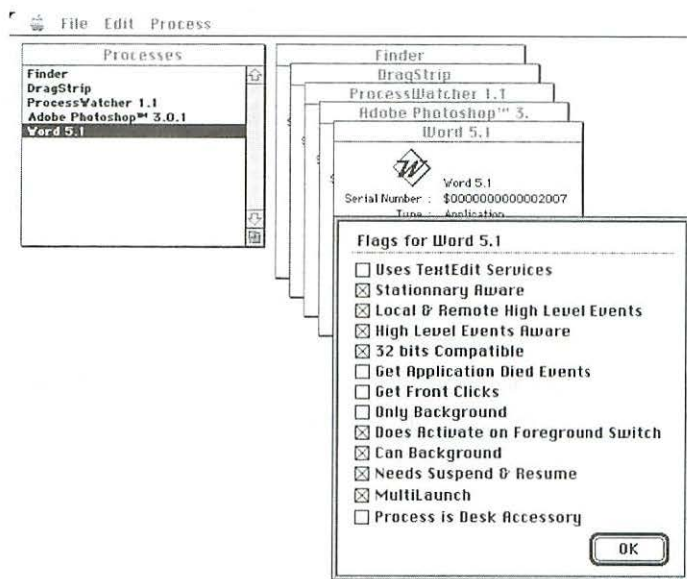 File Edit Process
Processes
Finder
DragStrip
ProcessWatcher 1.1
Adobe Photoshop™ 3.0.1
Word 5.1
Finder
DragStrip
ProcessWatcher 1.1
Adobe Photoshop™ 3.
Word 5.1
W
Word 5.1
Serial Number : $0000000000002007
Type : Application
Flags for Word 5.1
Uses TextEdit Services
Stationnary Aware
Local & Remote High Level Events
High Level Events Aware
32 bits Compatible
Get Application Died Events
Get Front Clicks
Only Background
Does Activate on Foreground Switch
Can Background
Needs Suspend & Resume
MultiLaunch
Process is Desk Accessory
OK